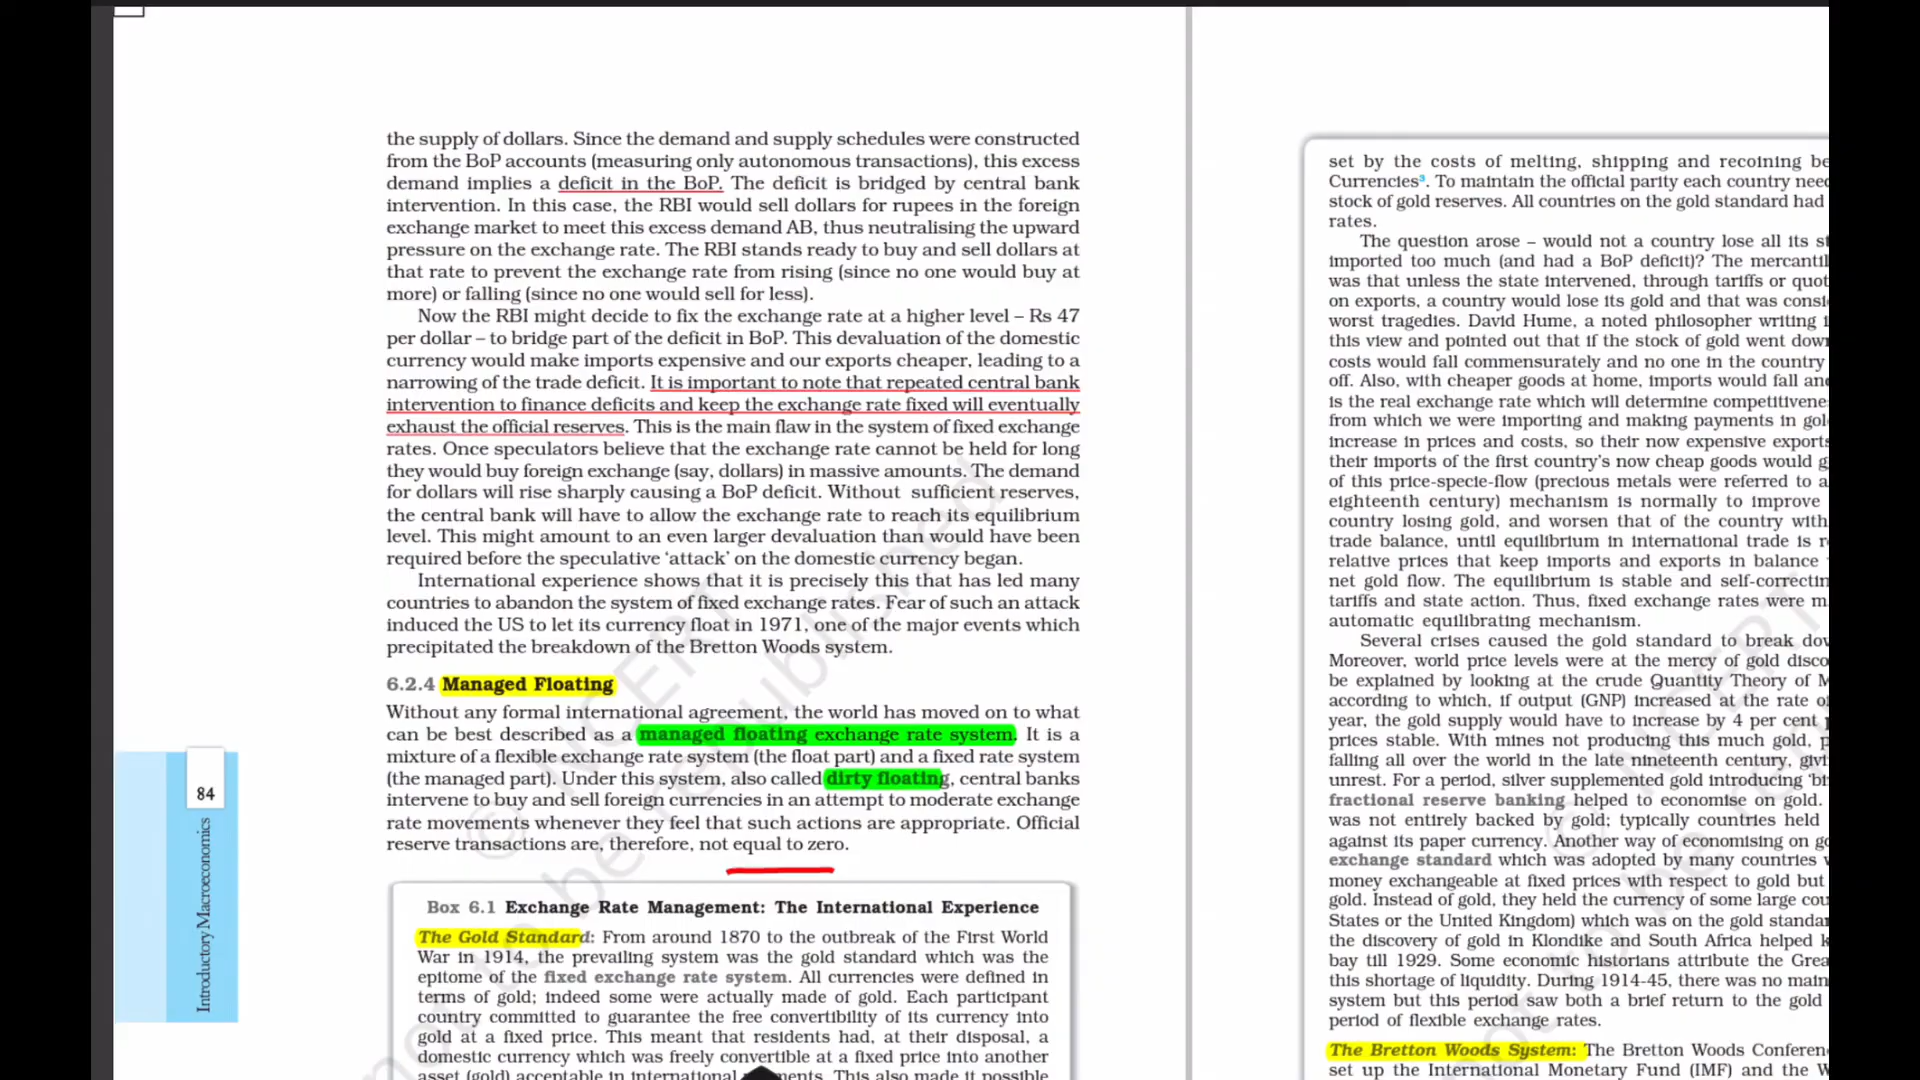 the supply of dollars. Since the demand and supply schedules were constructed
from the BoP accounts (measuring only autonomous transactions), this excess
demand implies a deficit in the BoP. The deficit is bridged by central bank
intervention. In this case, the RBI would sell dollars for rupees in the foreign
exchange market to meet this excess demand AB, thus neutralising the upward
pressure on the exchange rate. The RBI stands ready to buy and sell dollars at
that rate to prevent the exchange rate from rising (since no one would buy at
more) or falling (since no one would sell for less).
Now the RBI might decide to fix the exchange rate at a higher level – Rs 47
per dollar – to bridge part of the deficit in BoP. This devaluation of the domestic
currency would make imports expensive and our exports cheaper, leading to a
narrowing of the trade deficit. It is important to note that repeated central bank
intervention to finance deficits and keep the exchange rate fixed will eventually
exhaust the official reserves. This is the main flaw in the system of fixed exchange
rates. Once speculators believe that the exchange rate cannot be held for long
they would buy foreign exchange (say, dollars) in massive amounts. The demand
for dollars will rise sharply causing a BoP deficit. Without sufficient reserves,
the central bank will have to allow the exchange rate to reach its equilibrium
level. This might amount to an even larger devaluation than would have been
required before the speculative ‘attack’ on the domestic currency began.
International experience shows that it is precisely this that has led many
countries to abandon the system of fixed exchange rates. Fear of such an attack
induced the US to let its currency float in 1971, one of the major events which
precipitated the breakdown of the Bretton Woods system.
6.2.4 Managed Floating
Without any formal international agreement, the world has moved on to what
can be best described as a managed floating exchange rate system. It is a
mixture of a flexible exchange rate system (the float part) and a fixed rate system
(the managed part). Under this system, also called dirty floating, central banks
intervene to buy and sell foreign currencies in an attempt to moderate exchange
rate movements whenever they feel that such actions are appropriate. Official
reserve transactions are, therefore, not equal to zero.
84
Introductory Macroeconomics
Box 6.1 Exchange Rate Management: The International Experience
The Gold Standard: From around 1870 to the outbreak of the First World
War in 1914, the prevailing system was the gold standard which was the
epitome of the fixed exchange rate system. All currencies were defined in
terms of gold; indeed some were actually made of gold. Each participant
country committed to guarantee the free convertibility of its currency into
gold at a fixed price. This meant that residents had, at their disposal, a
domestic currency which was freely convertible at a fixed price into another
asset (gold) acceptable in international This also made it possible
set by the costs of melting, shipping and recoining
Currencies³. To maintain the official parity each country
stock of gold reserves. All countries on the gold standard had
rates.
The question arose – would not a country lose all its
imported too much (and had a BoP deficit)? The
was that unless the state intervened, through tariffs or
on exports, a country would lose its gold and that was
worst tragedies. David Hume, a noted philosopher writing
this view and pointed out that if the stock of gold went
costs would fall commensurately and no one in the country
off. Also, with cheaper goods at home, imports would fall
is the real exchange rate which will determine
from which we were importing and making payments in
increase in prices and costs, so their now expensive
their imports of the first country’s now cheap goods would
of this price-specie-flow (precious metals were referred to
eighteenth century) mechanism is normally to improve
country losing gold, and worsen that of the country
trade balance, until equilibrium in international trade is
relative prices that keep imports and exports in balance
net gold flow. The equilibrium is stable and
tariffs and state action. Thus, fixed exchange rates were
automatic equilibrating mechanism.
Several crises caused the gold standard to break
Moreover, world price levels were at the mercy of gold
be explained by looking at the crude Quantity Theory of
according to which, if output (GNP) increased at the rate
year, the gold supply would have to increase by 4 per cent
prices stable. With mines not producing this much gold,
falling all over the world in the late nineteenth century,
unrest. For a period, silver supplemented gold introducing
fractional reserve banking helped to economise on gold.
was not entirely backed by gold; typically countries held
against its paper currency. Another way of economising on
exchange standard which was adopted by many countries
money exchangeable at fixed prices with respect to gold but
gold. Instead of gold, they held the currency of some large
States or the United Kingdom) which was on the gold
the discovery of gold in Klondike and South Africa helped
bay till 1929. Some economic historians attribute the
this shortage of liquidity. During 1914-45, there was no
system but this period saw both a brief return to the gold
period of flexible exchange rates.
The Bretton Woods System: The Bretton Woods
set up the International Monetary Fund (IMF) and the
© NCERT
not to be republished
© NCERT